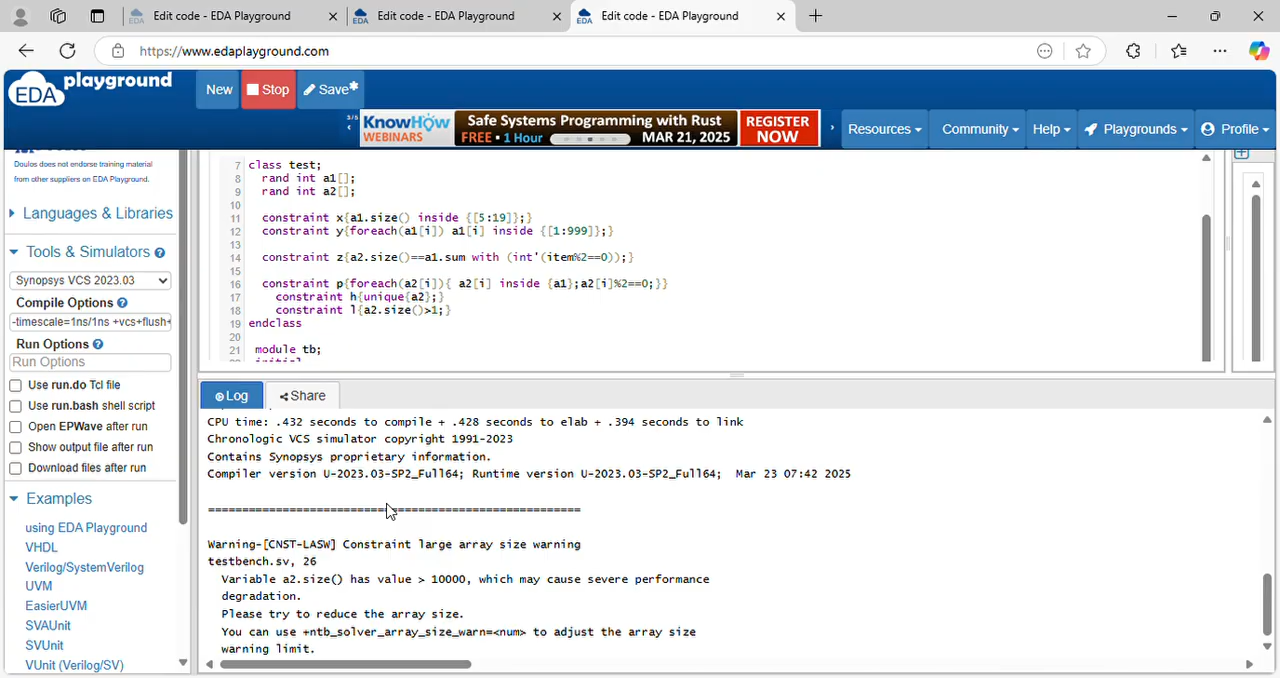 Edit code - EDA Playground
Edit code - EDA Playground
Edit code - EDA Playground
https://www.edaplayground.com
EDA playground
New
Stop
Save*
3/5
KnowHow WEBINARS
Safe Systems Programming with Rust
FREE • 1 Hour
MAR 21, 2025
REGISTER NOW
Resources
Community
Help
Playgrounds
Profile
Doulos does not endorse training material
from other suppliers on EDA Playground.
Languages & Libraries
Tools & Simulators
Synopsys VCS 2023.03
Compile Options
-timescale=1ns/1ns +vcs+flush+
Run Options
Run Options
Use run.do Tcl file
Use run.bash shell script
Open EPWave after run
Show output file after run
Download files after run
Examples
using EDA Playground
VHDL
Verilog/SystemVerilog
UVM
EasierUVM
SVAUnit
SVUnit
VUnit (Verilog/SV)
7 class test;
8 rand int a1[];
9 rand int a2[];
10
11 constraint x{a1.size() inside {[5:19]};}
12 constraint y{foreach(a1[i]) a1[i] inside {[1:999]};}
13
14 constraint z{a2.size()==a1.sum with (int'(item%2==0));}
15
16 constraint p{foreach(a2[i]){ a2[i] inside {a1};a2[i]%2==0;}}
17 constraint h{unique{a2};}
18 constraint l{a2.size()>1;}
19 endclass
20
21 module tb;
Log
Share
CPU time: .432 seconds to compile + .428 seconds to elab + .394 seconds to link
Chronologic VCS simulator copyright 1991-2023
Contains Synopsys proprietary information.
Compiler version U-2023.03-SP2_Full64; Runtime version U-2023.03-SP2_Full64; Mar 23 07:42 2025
=======================================================
Warning-[CNST-LASW] Constraint large array size warning
testbench.sv, 26
Variable a2.size() has value > 10000, which may cause severe performance
degradation.
Please try to reduce the array size.
You can use +ntb_solver_array_size_warn=<num> to adjust the array size
warning limit.